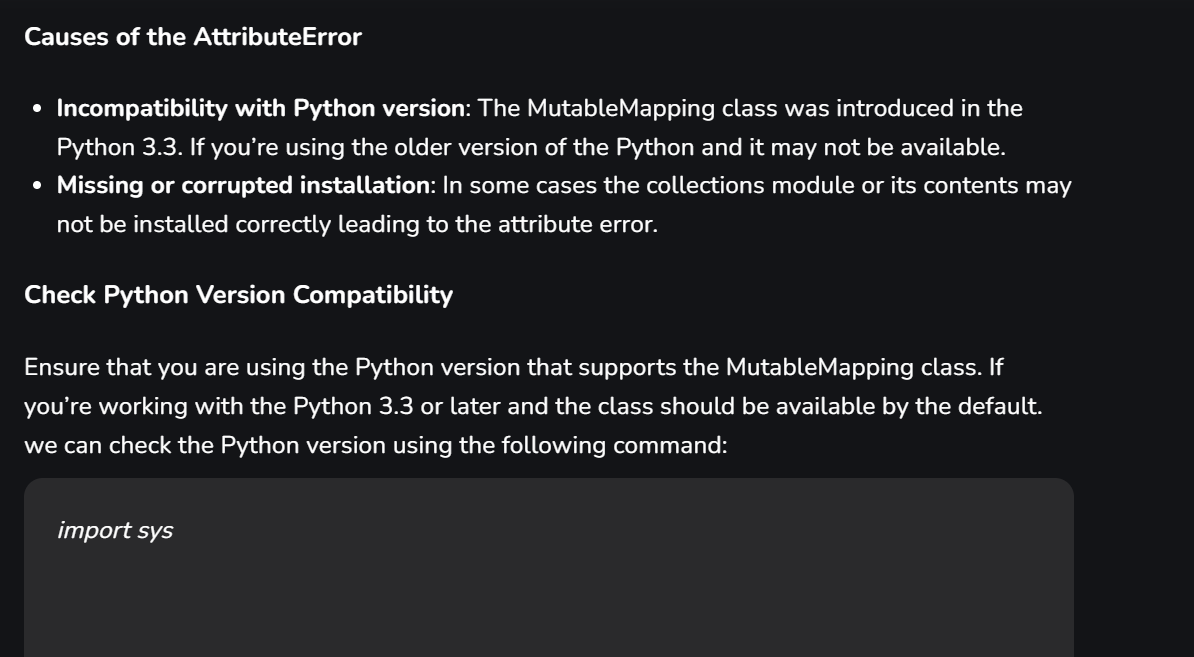 Causes of the AttributeError
• Incompatibility with Python version: The MutableMapping class was introduced in the
Python 3.3. If you’re using the older version of the Python and it may not be available.
• Missing or corrupted installation: In some cases the collections module or its contents may
not be installed correctly leading to the attribute error.
Check Python Version Compatibility
Ensure that you are using the Python version that supports the MutableMapping class. If
you’re working with the Python 3.3 or later and the class should be available by the default.
we can check the Python version using the following command:
import sys